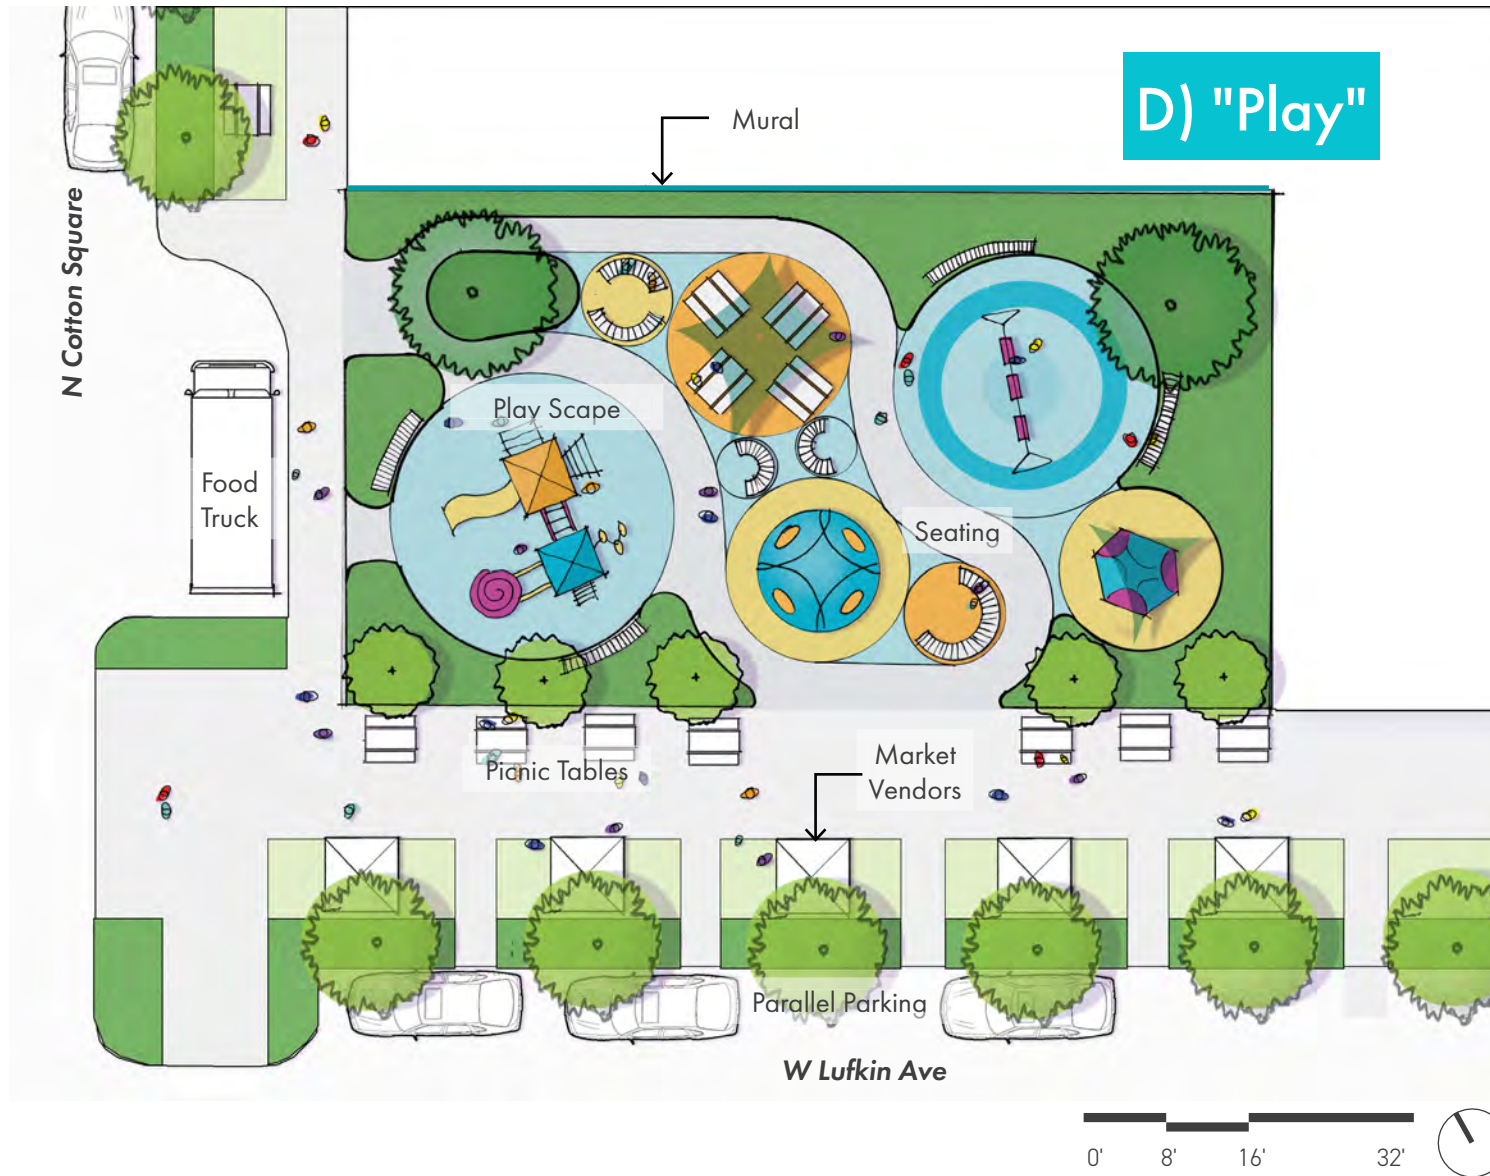 D) "Play"
Mural
N Cotton Square
Play Scape
Food
Truck
Seating
Picnic Tables
Market
Vendors
Parallel Parking
W Lufkin Ave
0' 8' 16' 32'